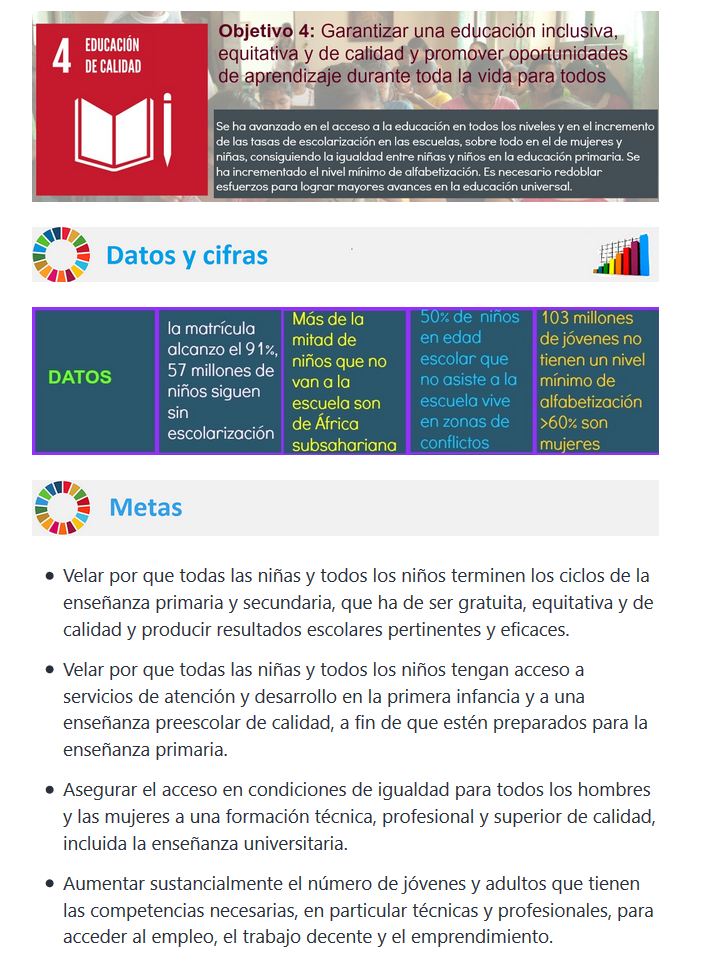 4 EDUCACIÓN
DE CALIDAD
Objetivo 4: Garantizar una educación inclusiva,
equitativa y de calidad y promover oportunidades
de aprendizaje durante toda la vida para todos
Se ha avanzado en el acceso a la educación en todos los niveles y en el incremento
de las tasas de escolarización en las escuelas, sobre todo en el de mujeres y
niñas, consiguiendo la igualdad entre niñas y niños en la educación primaria. Se
ha incrementado el nivel mínimo de alfabetización. Es necesario redoblar
esfuerzos para lograr mayores avances en la educación universal.
Datos y cifras
DATOS
la matrícula
alcanzo el 91%,
57 millones de
niños siguen
sin
escolarización
Más de la
mitad de
niños que no
van a la
escuela son
de África
subsahariana
50% de niños
en edad
escolar que
no asiste a la
escuela vive
en zonas de
conflictos
103 millones
de jóvenes no
tienen un nivel
mínimo de
alfabetización
>60% son
mujeres
Metas
• Velar por que todas las niñas y todos los niños terminen los ciclos de la
enseñanza primaria y secundaria, que ha de ser gratuita, equitativa y de
calidad y producir resultados escolares pertinentes y eficaces.
• Velar por que todas las niñas y todos los niños tengan acceso a
servicios de atención y desarrollo en la primera infancia y a una
enseñanza preescolar de calidad, a fin de que estén preparados para la
enseñanza primaria.
• Asegurar el acceso en condiciones de igualdad para todos los hombres
y las mujeres a una formación técnica, profesional y superior de calidad,
incluida la enseñanza universitaria.
• Aumentar sustancialmente el número de jóvenes y adultos que tienen
las competencias necesarias, en particular técnicas y profesionales, para
acceder al empleo, el trabajo decente y el emprendimiento.